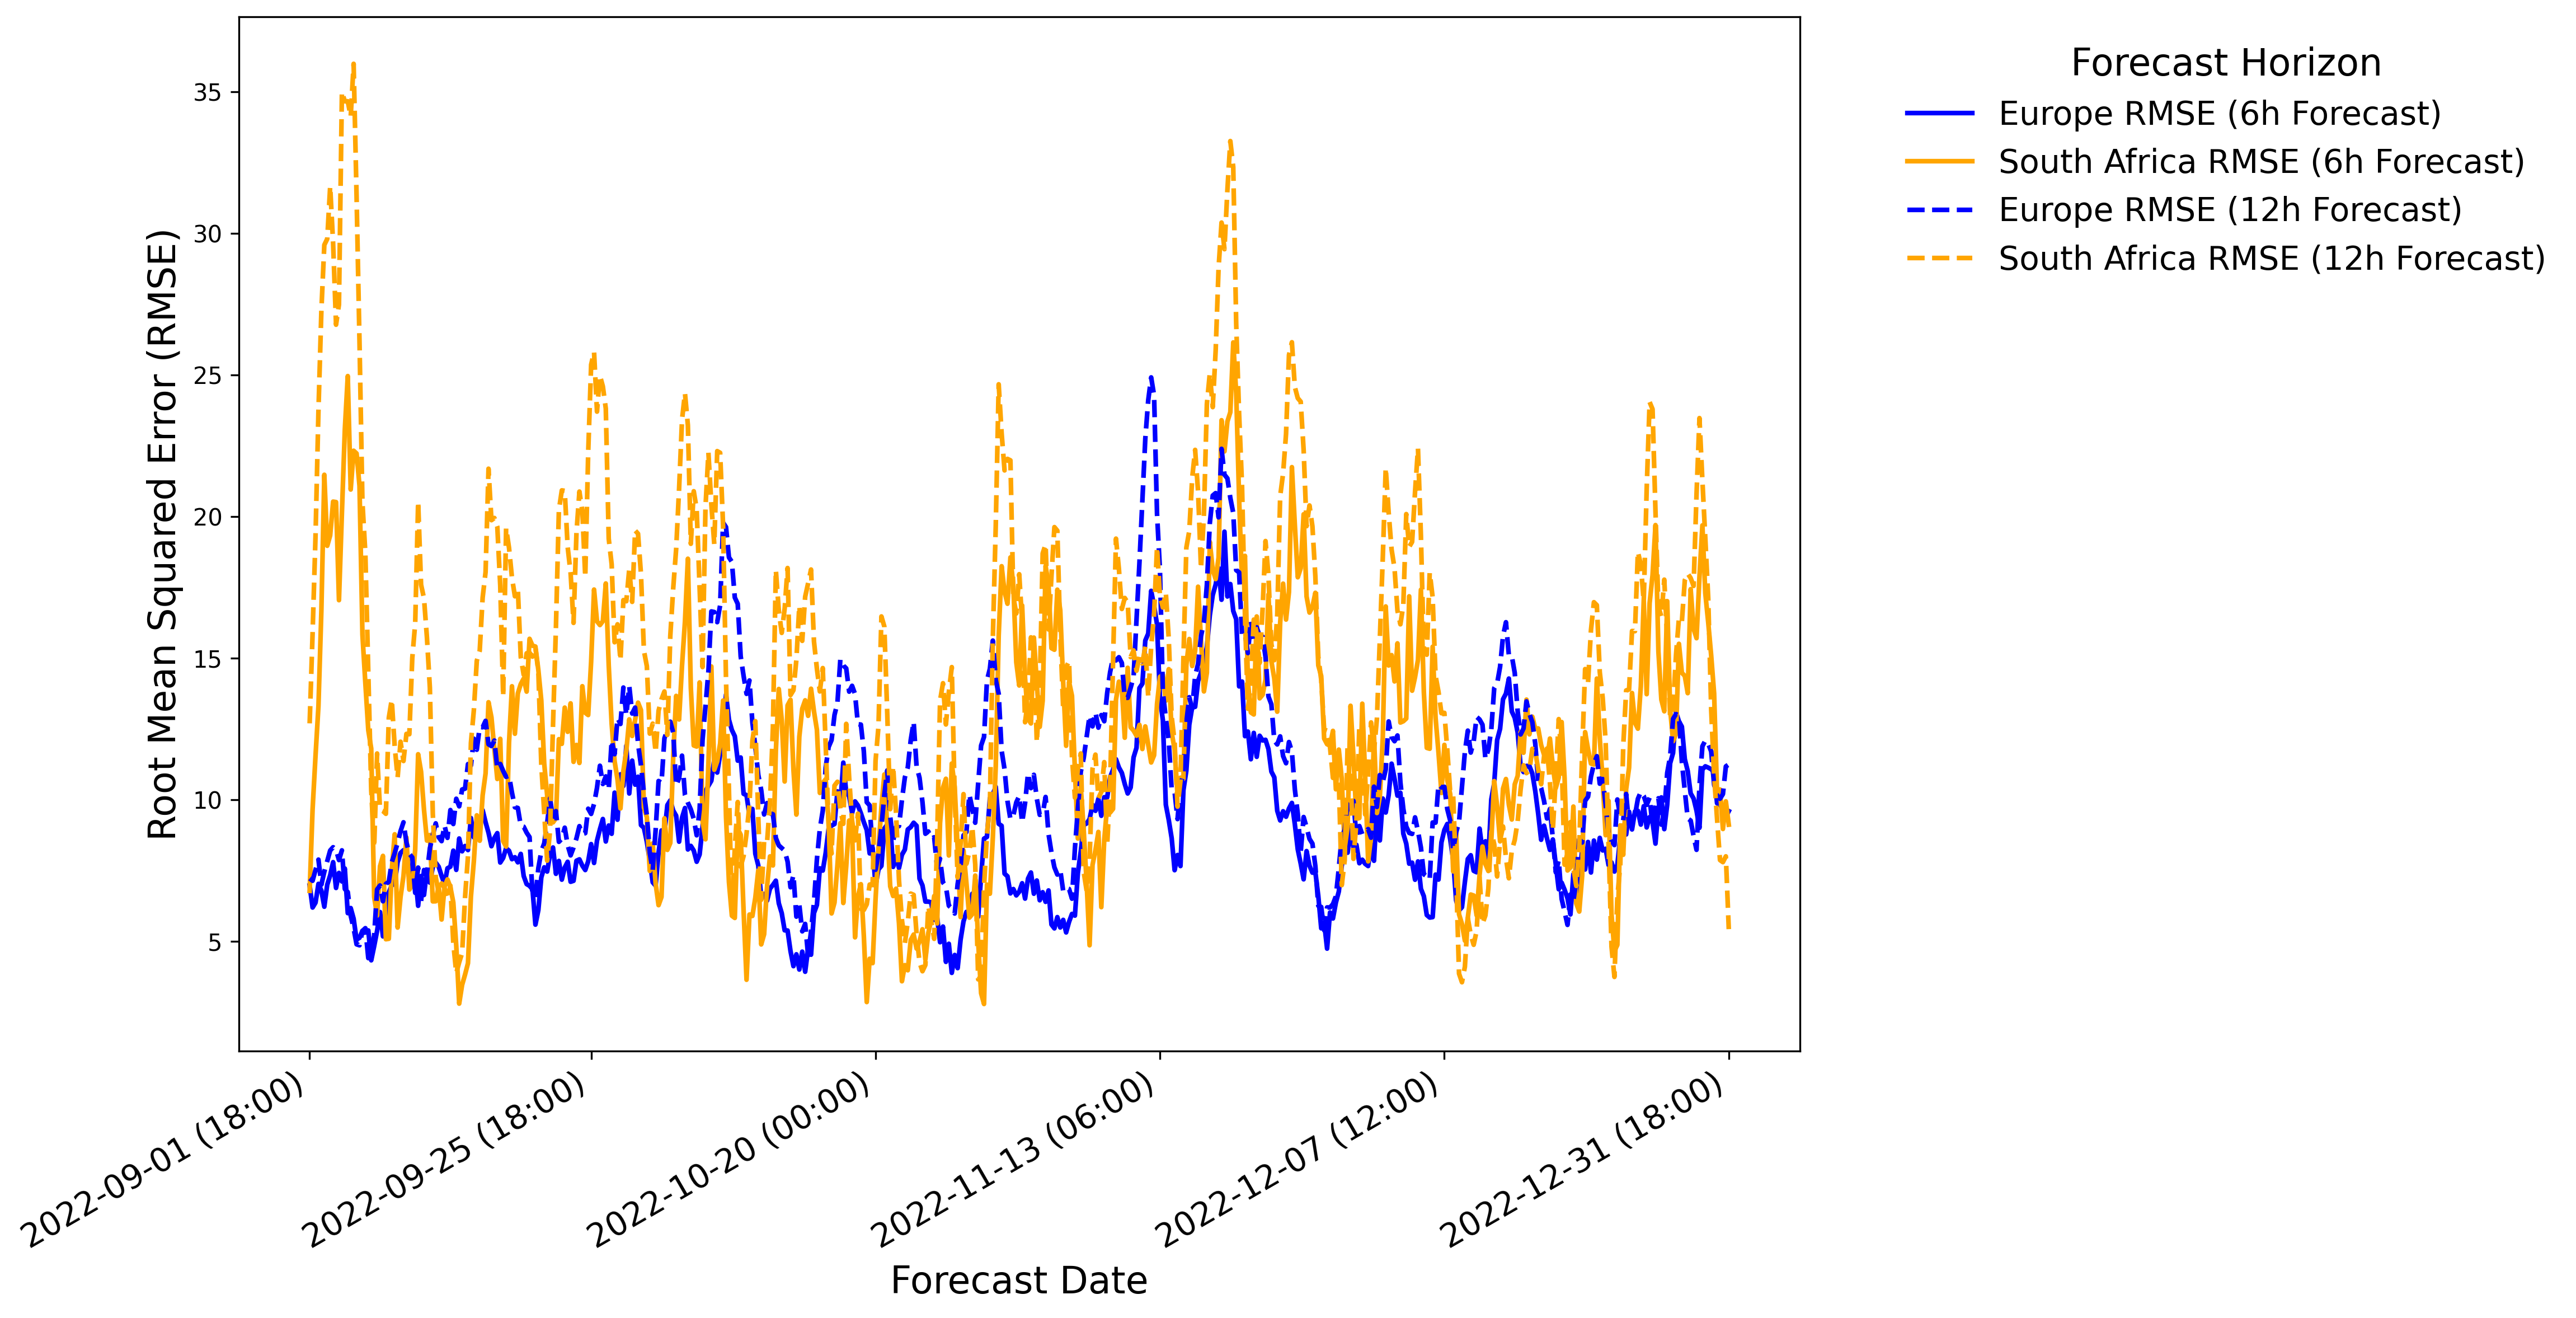 35
30
25
20
15
10
5
Root Mean Squared Error (RMSE)
2022-09-01 (18:00)
2022-09-25 (18:00)
2022-10-20 (00:00)
2022-11-13 (06:00)
2022-12-07 (12:00)
2022-12-31 (18:00)
Forecast Date
Forecast Horizon
Europe RMSE (6h Forecast)
South Africa RMSE (6h Forecast)
Europe RMSE (12h Forecast)
South Africa RMSE (12h Forecast)